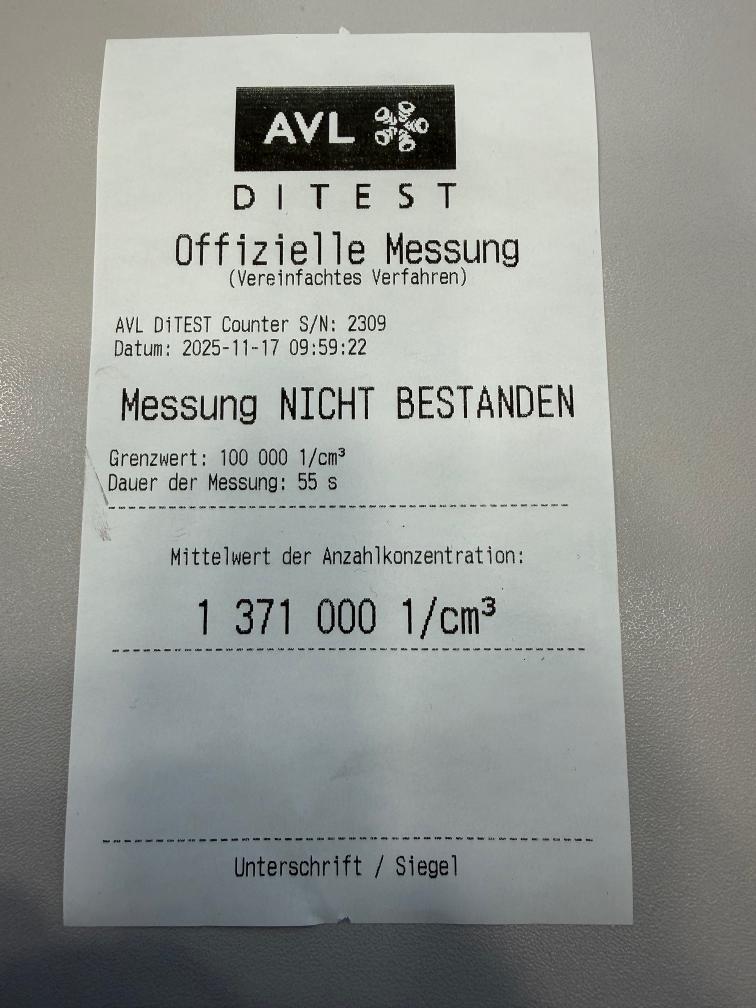 AVL
DITEST
Offizielle Messung
(Vereinfachtes Verfahren)
AVL DiTEST Counter S/N: 2309
Datum: 2025-11-17 09:59:22
Messung NICHT BESTANDEN
Grenzwert: 100 000 1/cm³
Dauer der Messung: 55 s
Mittelwert der Anzahlkonzentration:
1 371 000 1/cm³
Unterschrift / Siegel